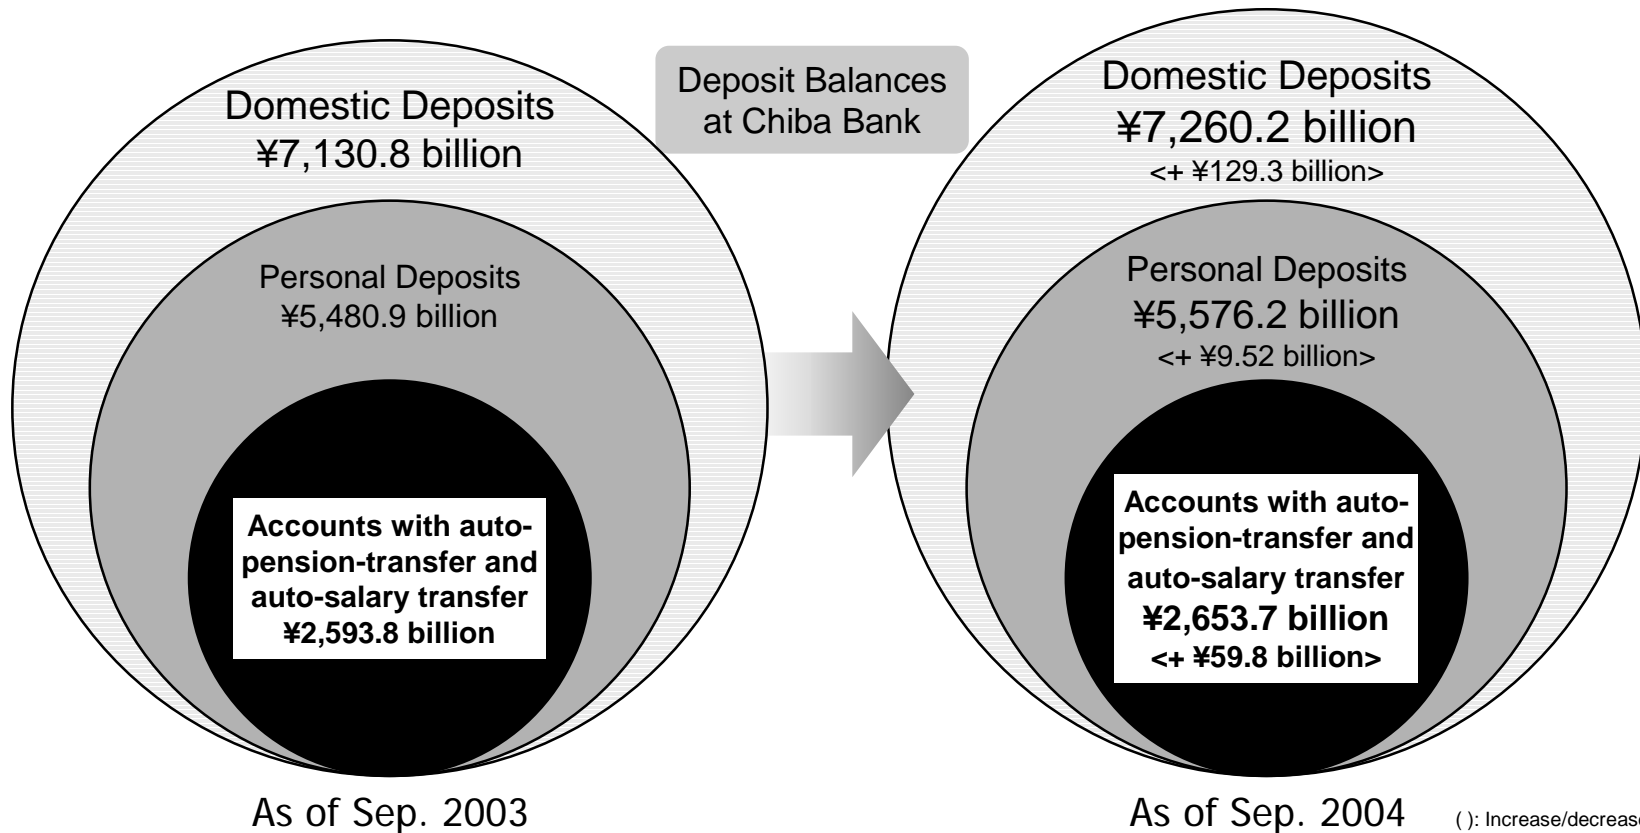 Deposit Balances
at Chiba Bank
Domestic Deposits
¥7,130.8 billion
Personal Deposits
¥5,480.9 billion
Accounts with auto-
pension-transfer and
auto-salary transfer
¥2,593.8 billion
As of Sep. 2003
Domestic Deposits
¥7,260.2 billion
<+ ¥129.3 billion>
Personal Deposits
¥5,576.2 billion
<+ ¥9.52 billion>
Accounts with auto-
pension-transfer and
auto-salary transfer
¥2,653.7 billion
<+ ¥59.8 billion>
As of Sep. 2004
( ): Increase/decrease